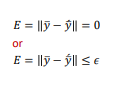 E = ‖ȳ − ŷ‖ = 0
or
E = ‖ȳ − ŷ‖ ≤ ϵ